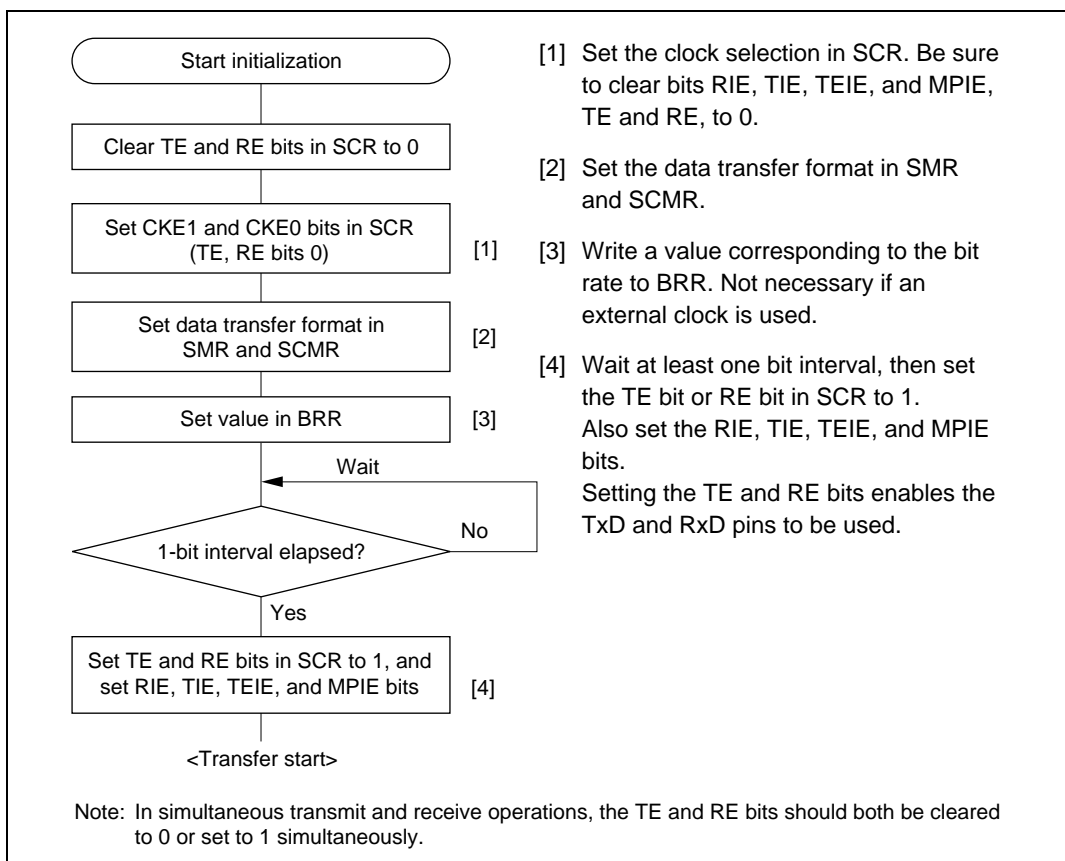 Start initialization
Clear TE and RE bits in SCR to 0
Set CKE1 and CKE0 bits in SCR
(TE, RE bits 0)
[1]
Set data transfer format in
SMR and SCMR
[2]
Set value in BRR
[3]
Wait
No
1-bit interval elapsed?
Yes
Set TE and RE bits in SCR to 1, and
set RIE, TIE, TEIE, and MPIE bits
[4]
<Transfer start>
[1] Set the clock selection in SCR. Be sure
to clear bits RIE, TIE, TEIE, and MPIE,
TE and RE, to 0.
[2] Set the data transfer format in SMR
and SCMR.
[3] Write a value corresponding to the bit
rate to BRR. Not necessary if an
external clock is used.
[4] Wait at least one bit interval, then set
the TE bit or RE bit in SCR to 1.
Also set the RIE, TIE, TEIE, and MPIE
bits.
Setting the TE and RE bits enables the
TxD and RxD pins to be used.
Note: In simultaneous transmit and receive operations, the TE and RE bits should both be cleared
to 0 or set to 1 simultaneously.